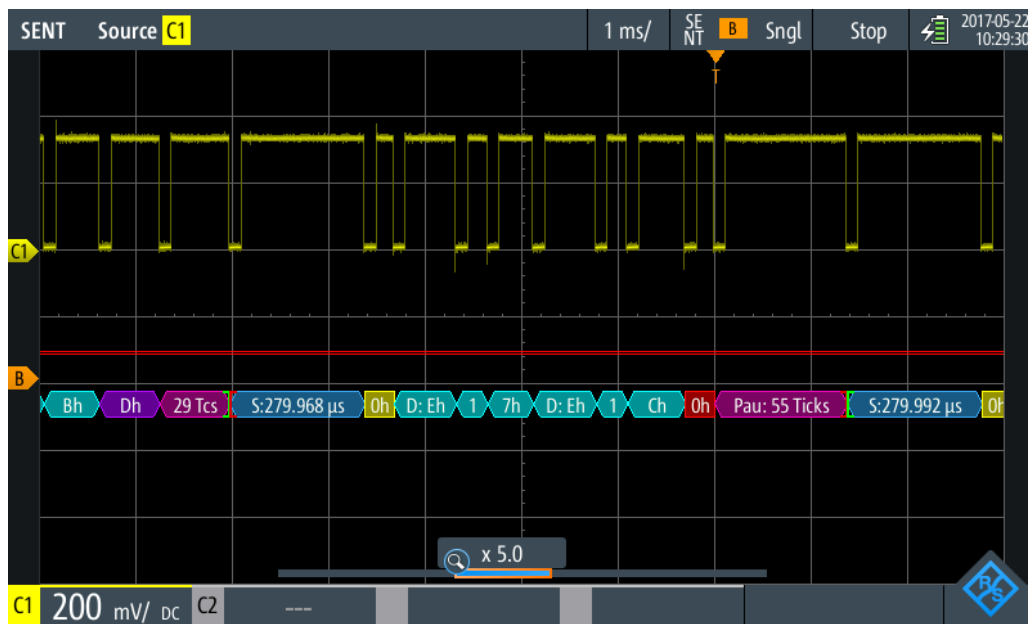 SENT Source C1 1 ms/ SENT B Sngl Stop 2017-05-22
10:29:30
T
C1
B
Bh Dh 29 Tcs S:279.968 µs 0h D: Eh 1 7h D: Eh 1 Ch 0h Pau: 55 Ticks S:279.992 µs 0h
x 5.0
C1 200 mV/ DC C2 ---
R&S